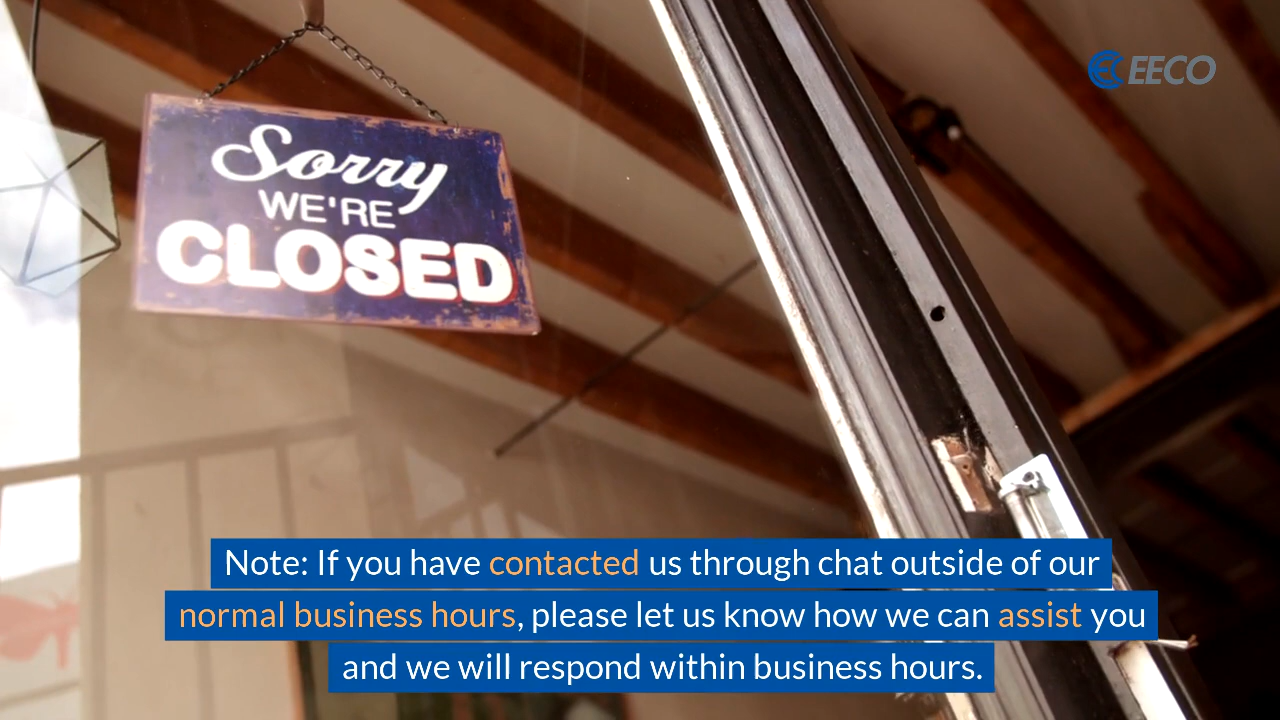 EECO
Sorry
WE'RE
CLOSED
Note: If you have contacted us through chat outside of our
normal business hours, please let us know how we can assist you
and we will respond within business hours.